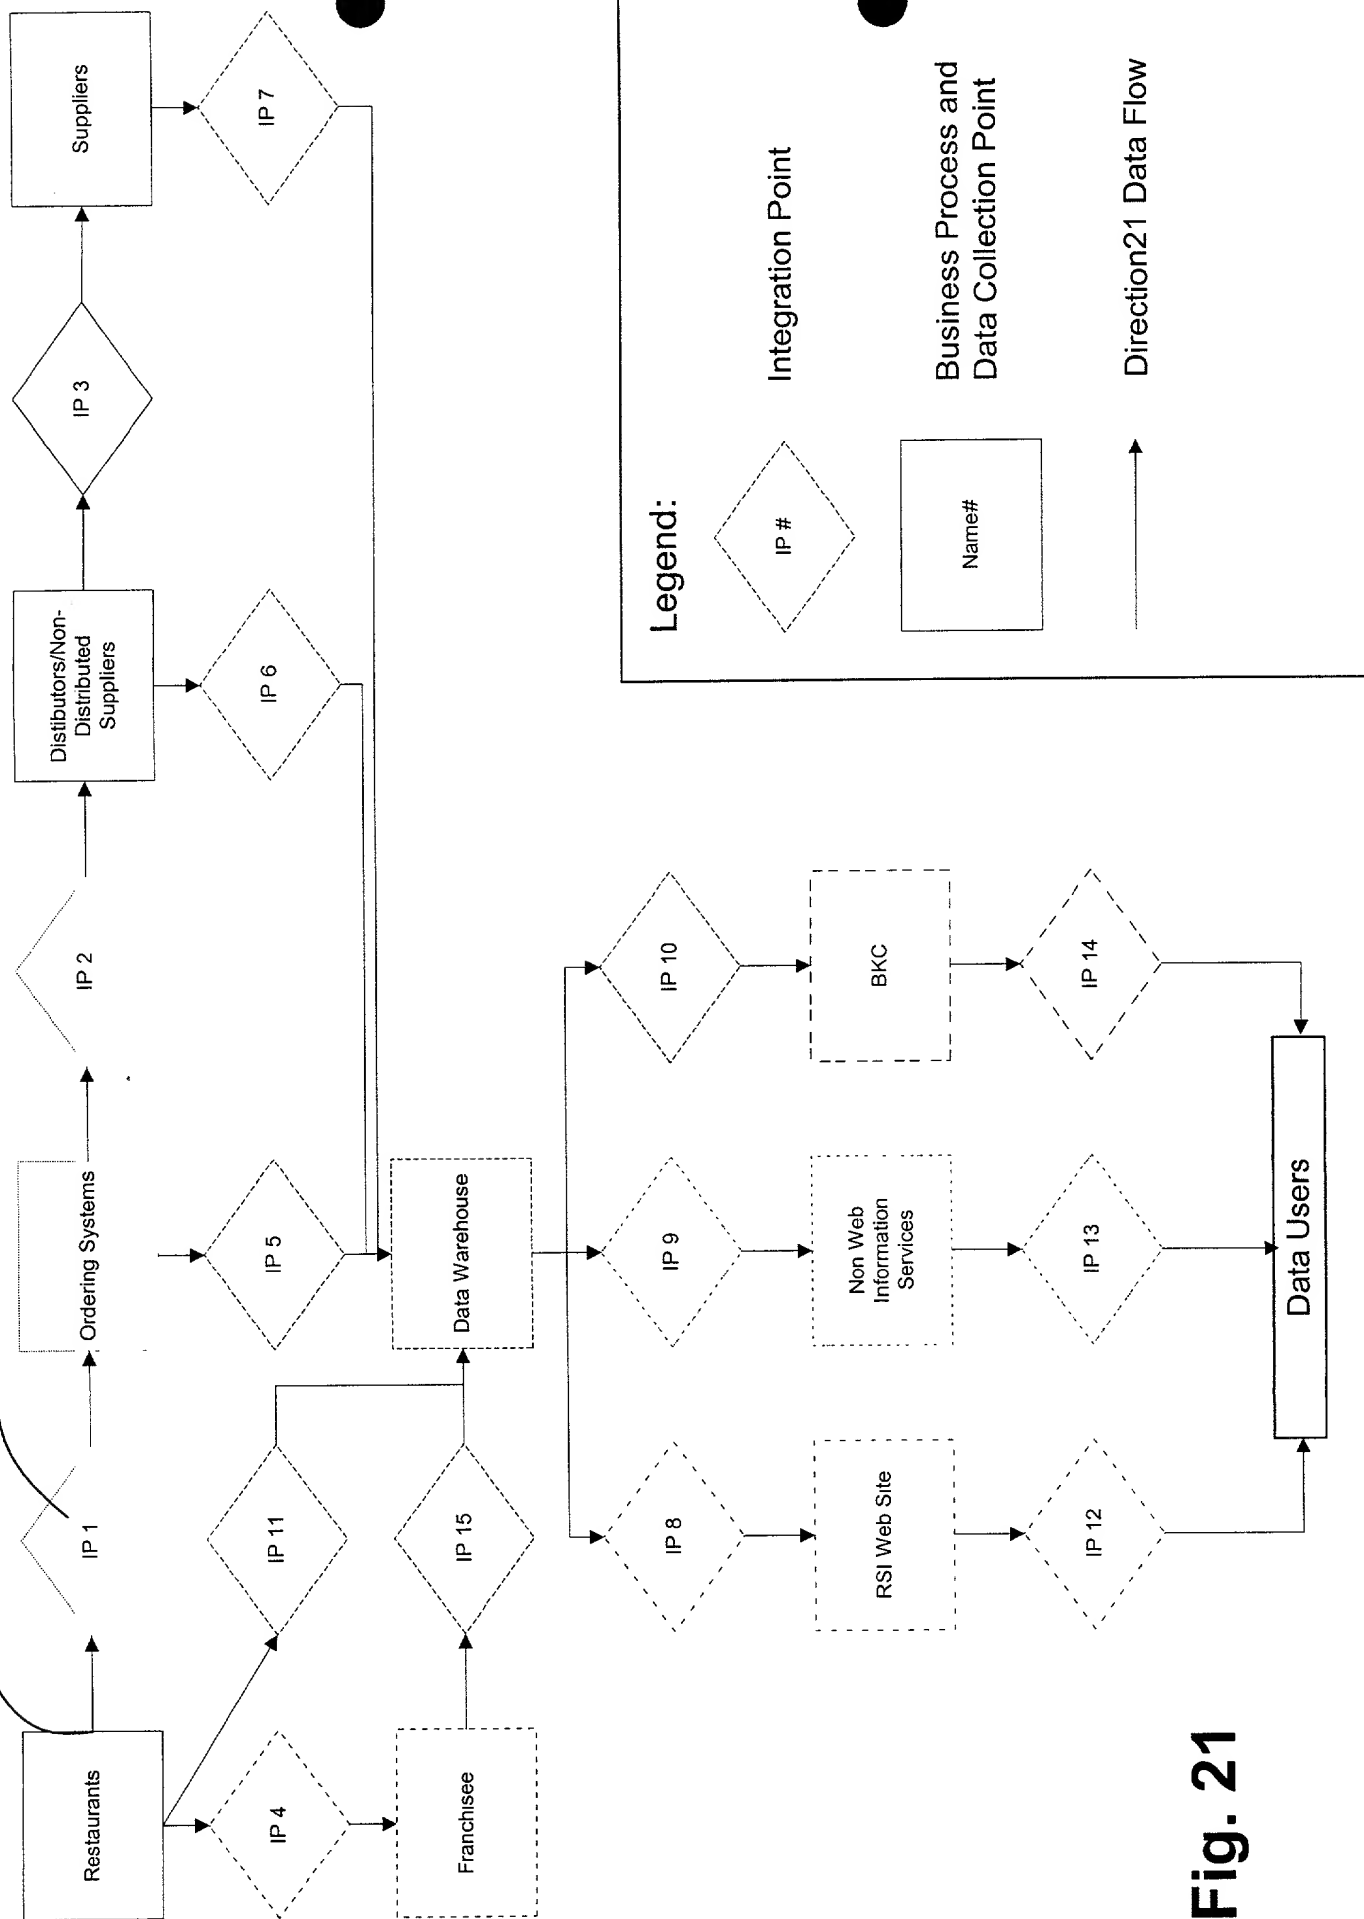 Restaurants
IP 1
Ordering Systems
IP 2
Distibutors/Non-
Distributed
Suppliers
IP 3
Suppliers
IP 4
IP 11
IP 5
IP 6
IP 7
Franchisee
IP 15
Data Warehouse
IP 8
IP 9
IP 10
RSI Web Site
Non Web
Information
Services
BKC
IP 12
IP 13
IP 14
Data Users
Legend:
IP #
Integration Point
Name#
Business Process and
Data Collection Point
Direction21 Data Flow
Fig. 21